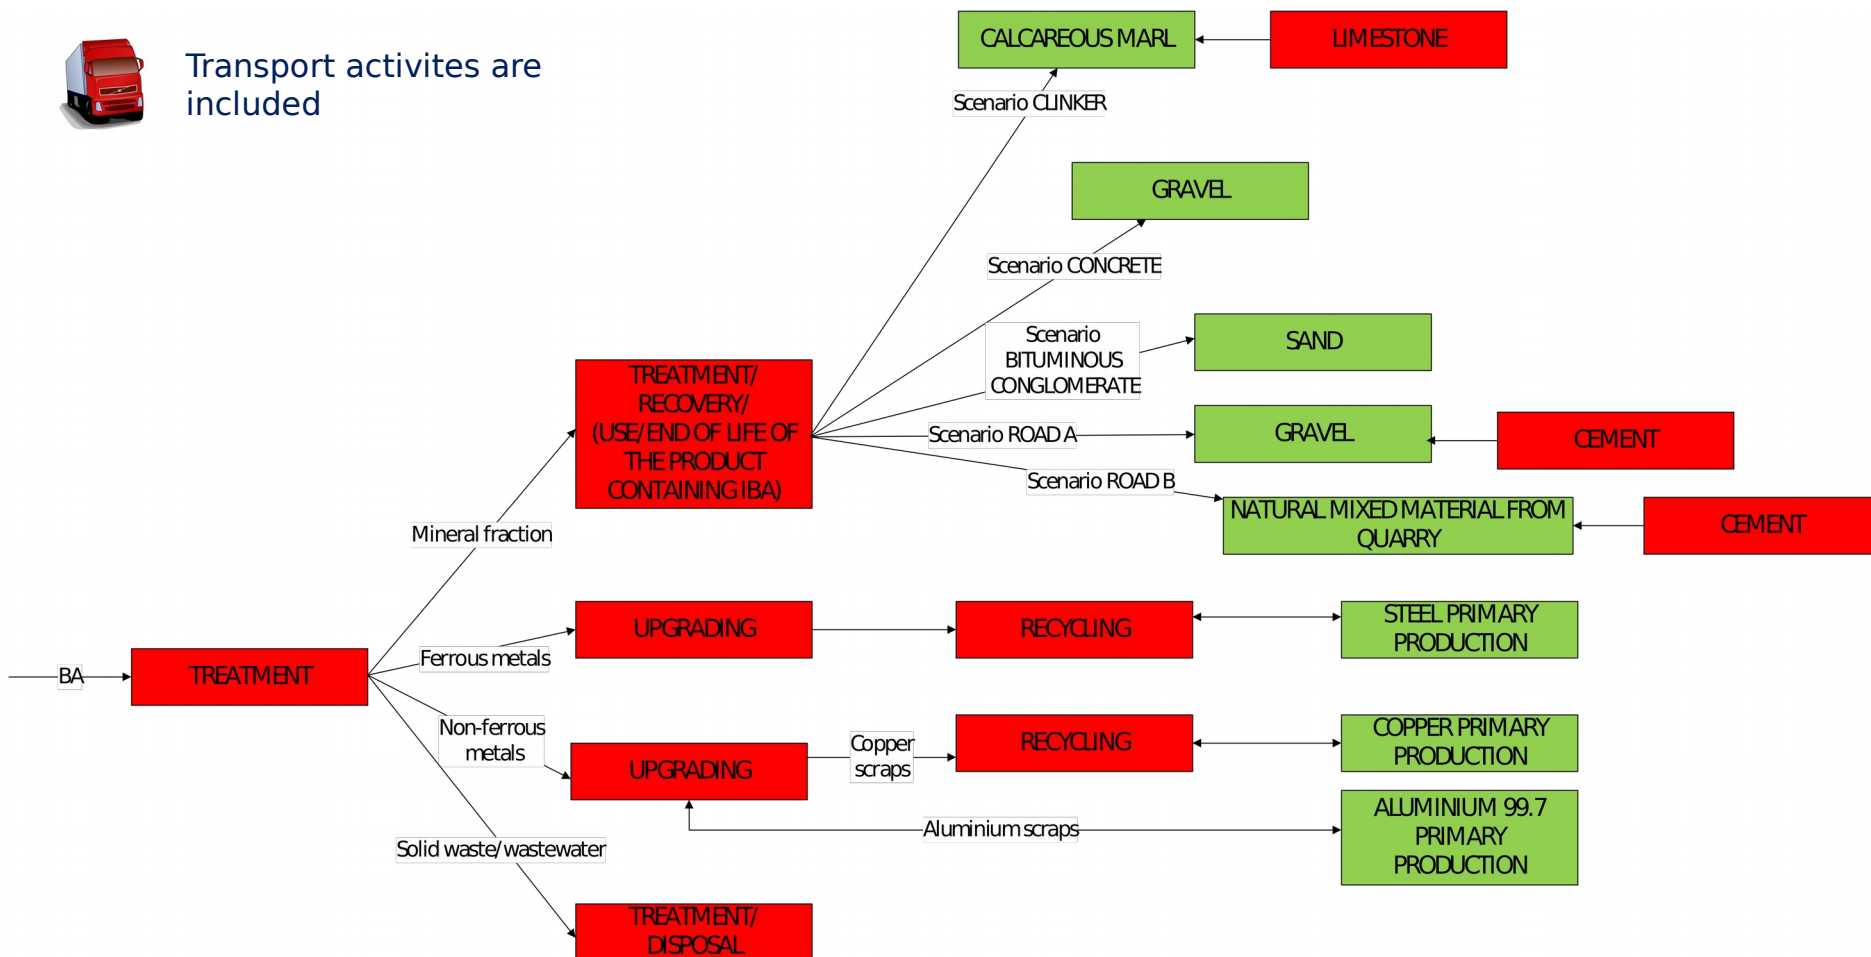 Transport activites are
included
CALCAREOUS MARL
LIMESTONE
Scenario CLINKER
GRAVEL
Scenario CONCRETE
Scenario
BITUMINOUS
CONGLOMERATE
SAND
TREATMENT/
RECOVERY/
(USE/END OF LIFE OF
THE PRODUCT
CONTAINING IBA)
Scenario ROAD A
GRAVEL
CEMENT
Scenario ROAD B
NATURAL MIXED MATERIAL FROM
QUARRY
CEMENT
Mineral fraction
BA
TREATMENT
Ferrous metals
UPGRADING
RECYCLING
STEEL PRIMARY
PRODUCTION
Non-ferrous
metals
UPGRADING
Copper
scraps
RECYCLING
COPPER PRIMARY
PRODUCTION
Aluminium scraps
ALUMINIUM 99.7
PRIMARY
PRODUCTION
Solid waste/wastewater
TREATMENT/
DISPOSAL